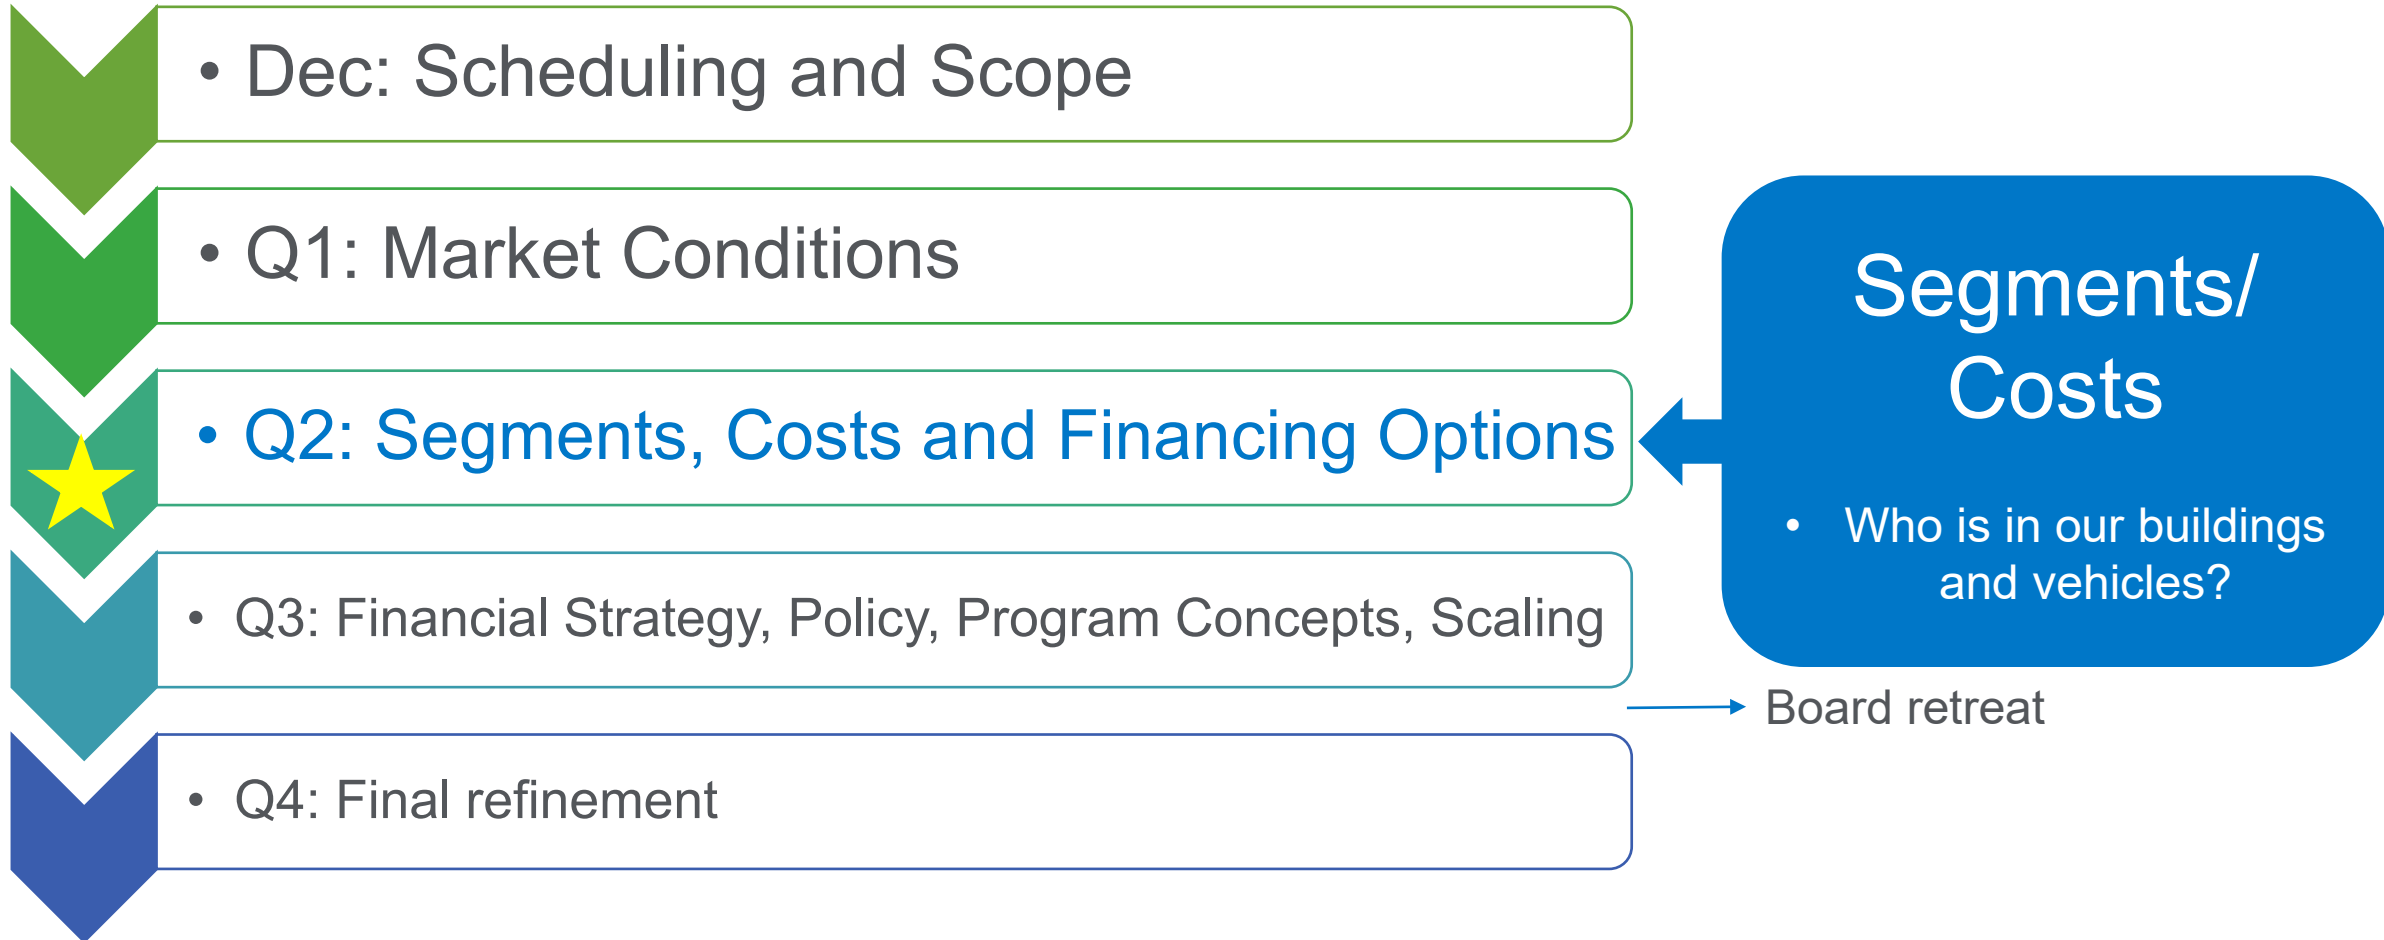 • Dec: Scheduling and Scope
• Q1: Market Conditions
• Q2: Segments, Costs and Financing Options
Segments/
Costs
• Who is in our buildings
and vehicles?
• Q3: Financial Strategy, Policy, Program Concepts, Scaling
Board retreat
• Q4: Final refinement